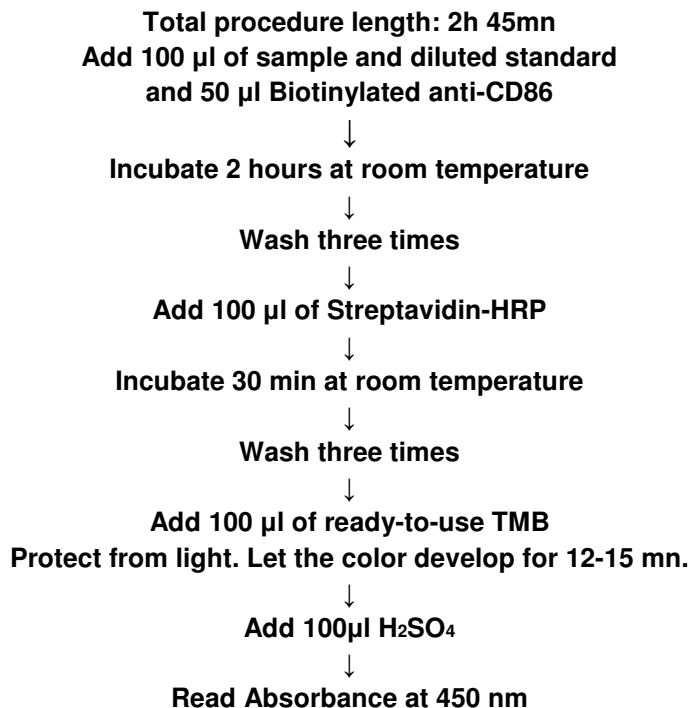 Total procedure length: 2h 45mn
Add 100 µl of sample and diluted standard
and 50 µl Biotinylated anti-CD86
↓
Incubate 2 hours at room temperature
↓
Wash three times
↓
Add 100 µl of Streptavidin-HRP
↓
Incubate 30 min at room temperature
↓
Wash three times
↓
Add 100 µl of ready-to-use TMB
Protect from light. Let the color develop for 12-15 mn.
↓
Add 100µl H₂SO₄
↓
Read Absorbance at 450 nm